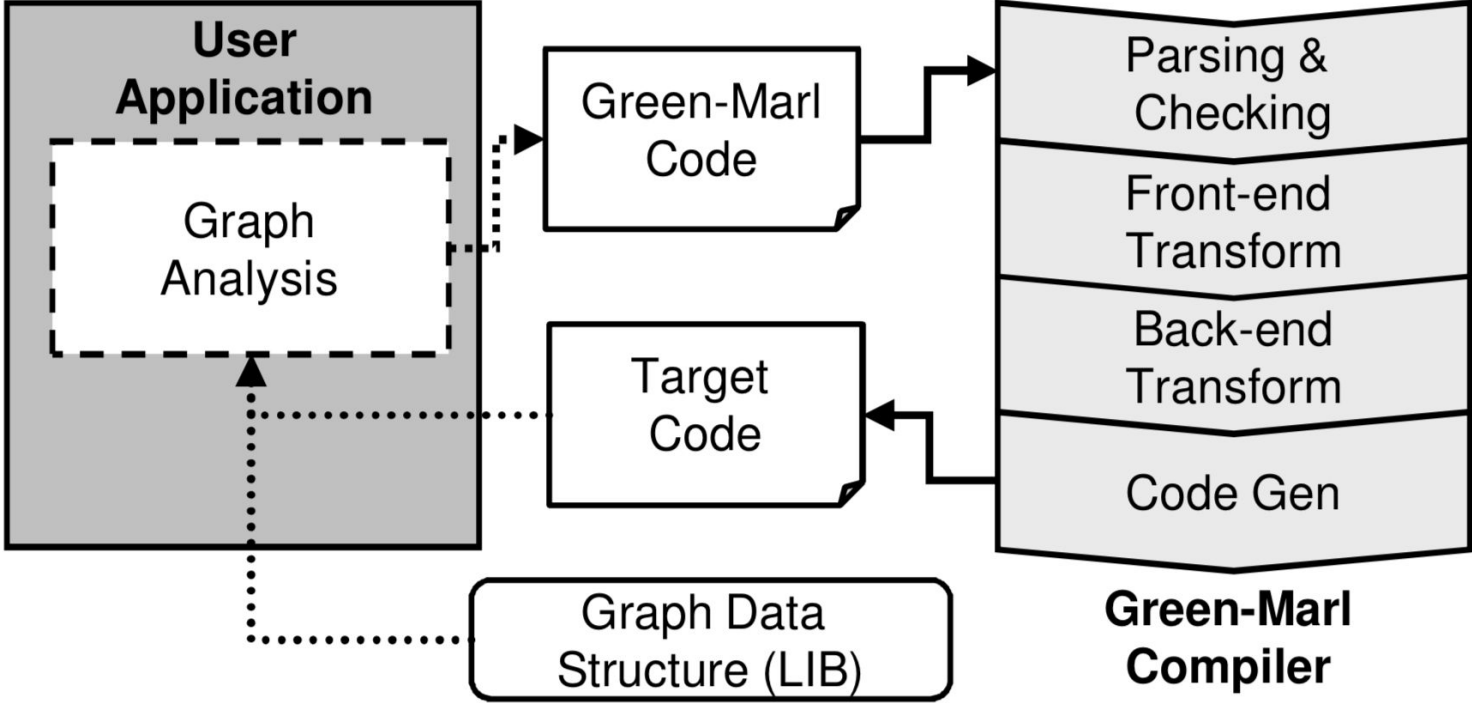 User
Application
Graph
Analysis
Green-Marl
Code
Target
Code
Graph Data
Structure (LIB)
Parsing &
Checking
Front-end
Transform
Back-end
Transform
Code Gen
Green-Marl
Compiler